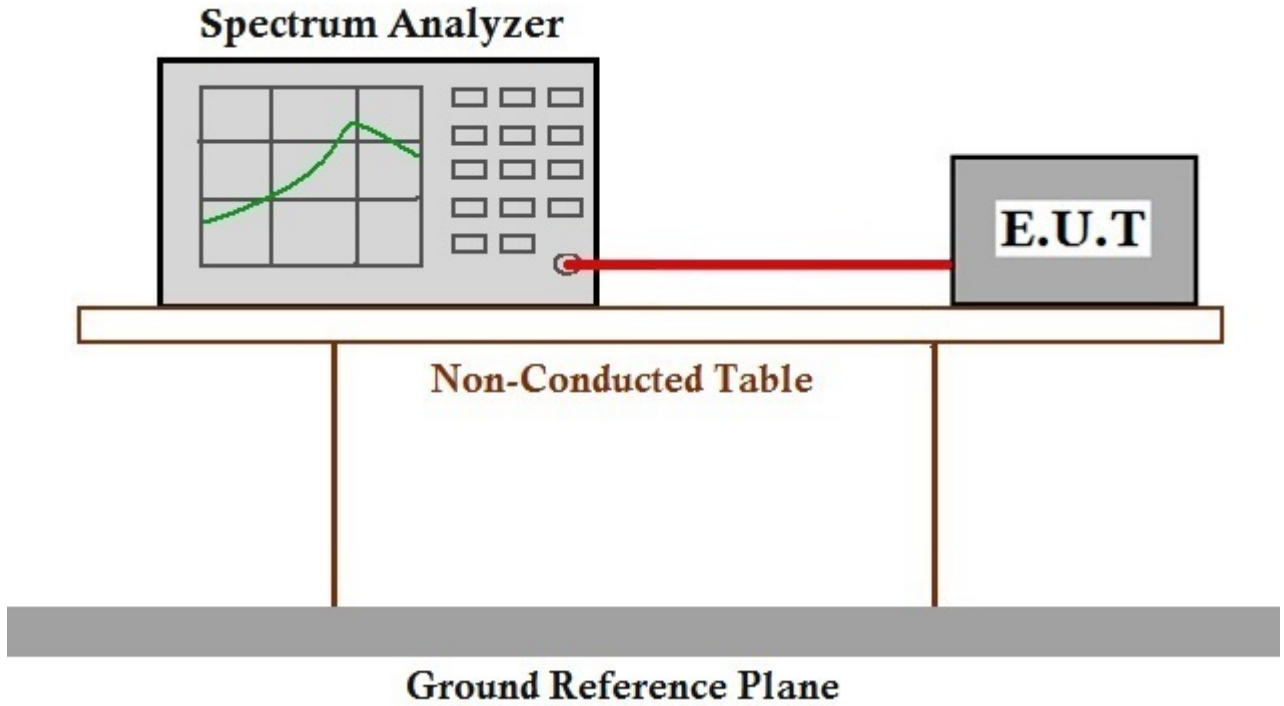 Spectrum Analyzer
E.U.T
Non-Conducted Table
Ground Reference Plane